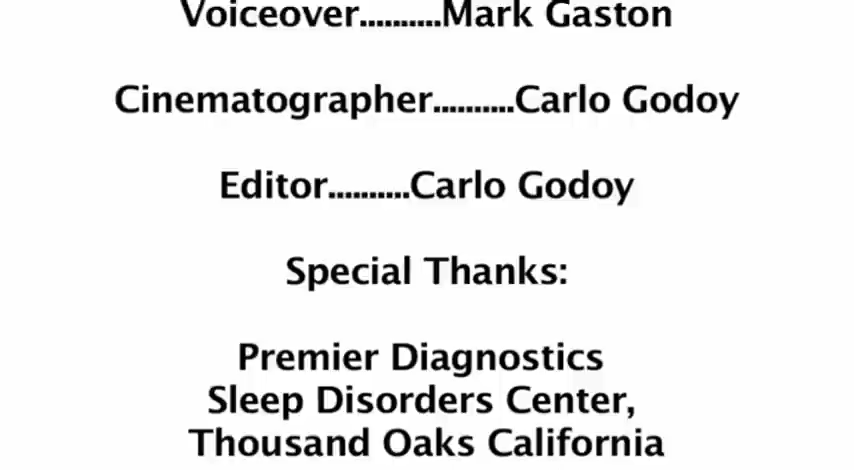 Voiceover..........Mark Gaston
Cinematographer..........Carlo Godoy
Editor..........Carlo Godoy
Special Thanks:
Premier Diagnostics
Sleep Disorders Center,
Thousand Oaks California